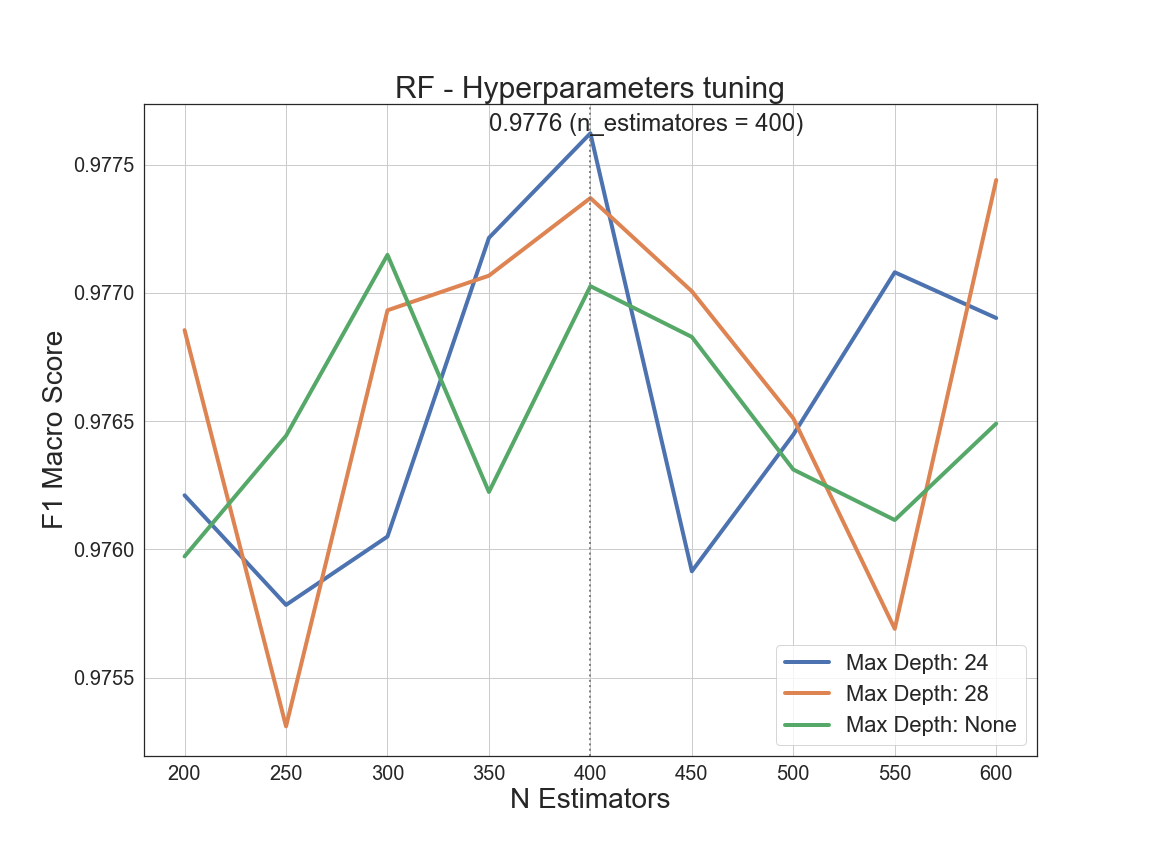 RF - Hyperparameters tuning
0.9776 (n_estimatores = 400)
0.9775
0.9770
0.9765
0.9760
0.9755
F1 Macro Score
Max Depth: 24
Max Depth: 28
Max Depth: None
200 250 300 350 400 450 500 550 600
N Estimators